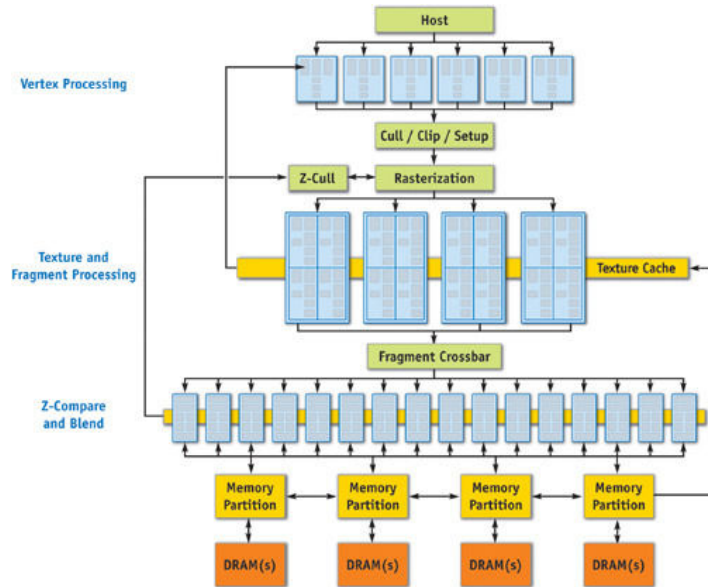 Host
Vertex Processing
Cull / Clip / Setup
Z-Cull
Rasterization
Texture and
Fragment Processing
Texture Cache
Fragment Crossbar
Z-Compare
and Blend
Memory
Partition
Memory
Partition
Memory
Partition
Memory
Partition
DRAM(s)
DRAM(s)
DRAM(s)
DRAM(s)